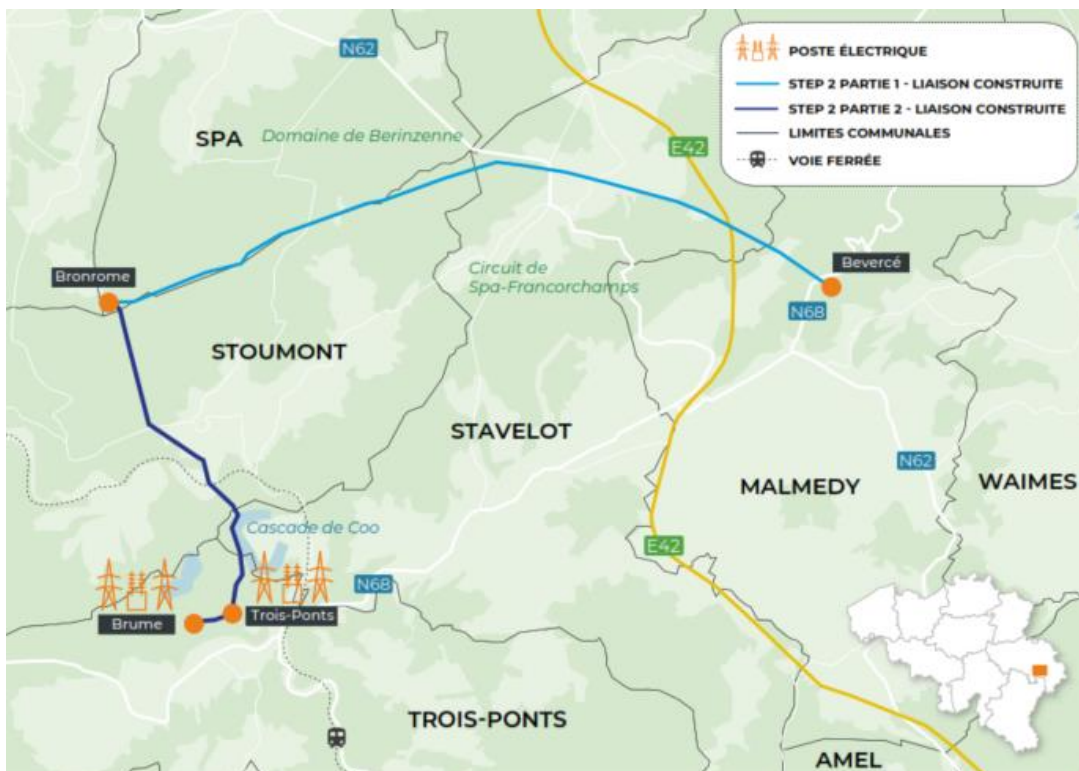 N62
POSTE ÉLECTRIQUE
STEP 2 PARTIE 1 - LIAISON CONSTRUITE
STEP 2 PARTIE 2 - LIAISON CONSTRUITE
LIMITES COMMUNALES
VOIE FERRÉE
SPA
Domaine de Berinzenne
E42
Bronrome
Circuit de
Spa-Francorchamps
Bevercé
N68
STOUMONT
STAVELOT
N62
MALMEDY
WAIMES
Cascade de Coo
E42
N68
Brume
Trois-Ponts
TROIS-PONTS
AMEL